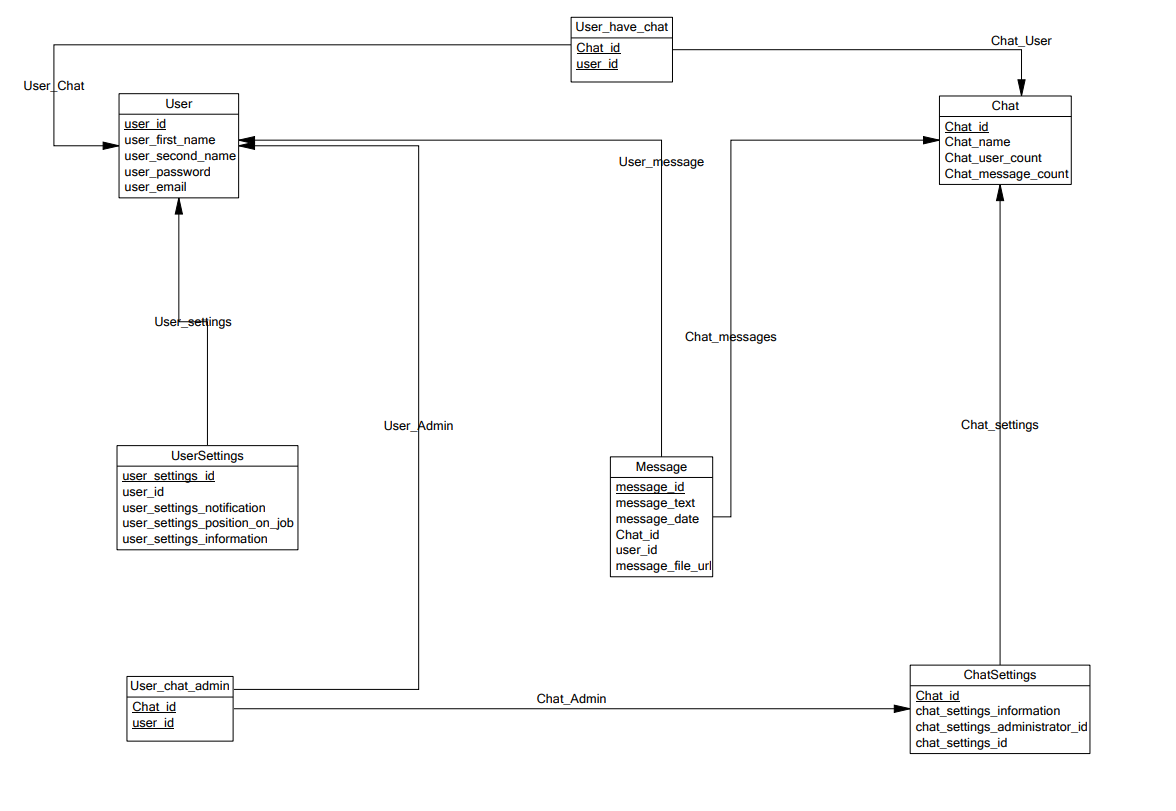 User_have_chat
Chat_id
user_id
Chat_User
User_Chat
User
user_id
user_first_name
user_second_name
user_password
user_email
Chat
Chat_id
Chat_name
Chat_user_count
Chat_message_count
User_message
User_settings
Chat_messages
User_Admin
Chat_settings
UserSettings
user_settings_id
user_id
user_settings_notification
user_settings_position_on_job
user_settings_information
Message
message_id
message_text
message_date
Chat_id
user_id
message_file_url
User_chat_admin
Chat_id
user_id
Chat_Admin
ChatSettings
Chat_id
chat_settings_information
chat_settings_administrator_id
chat_settings_id